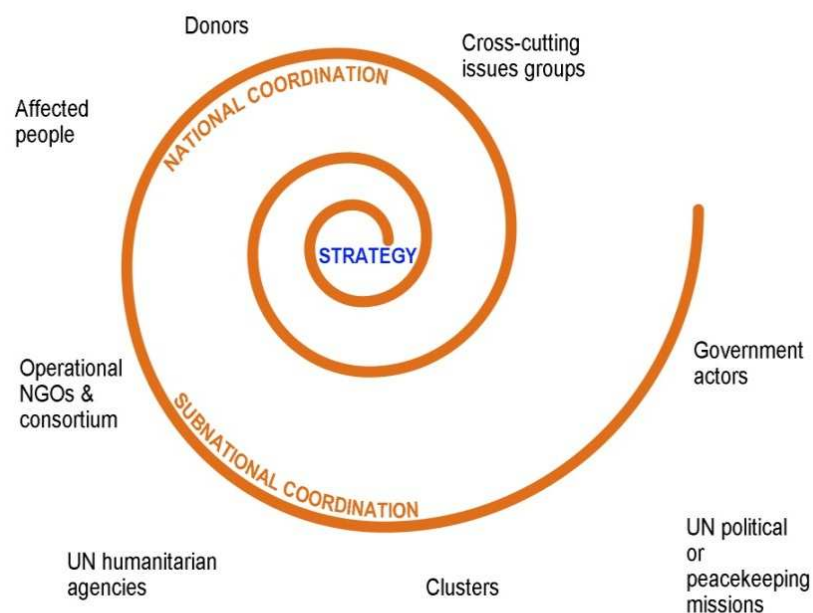 Donors
Cross-cutting
issues groups
NATIONAL COORDINATION
Affected
people
STRATEGY
Government
actors
Operational
NGOs &
consortium
SUBNATIONAL COORDINATION
UN humanitarian
agencies
Clusters
UN political
or
peacekeeping
missions